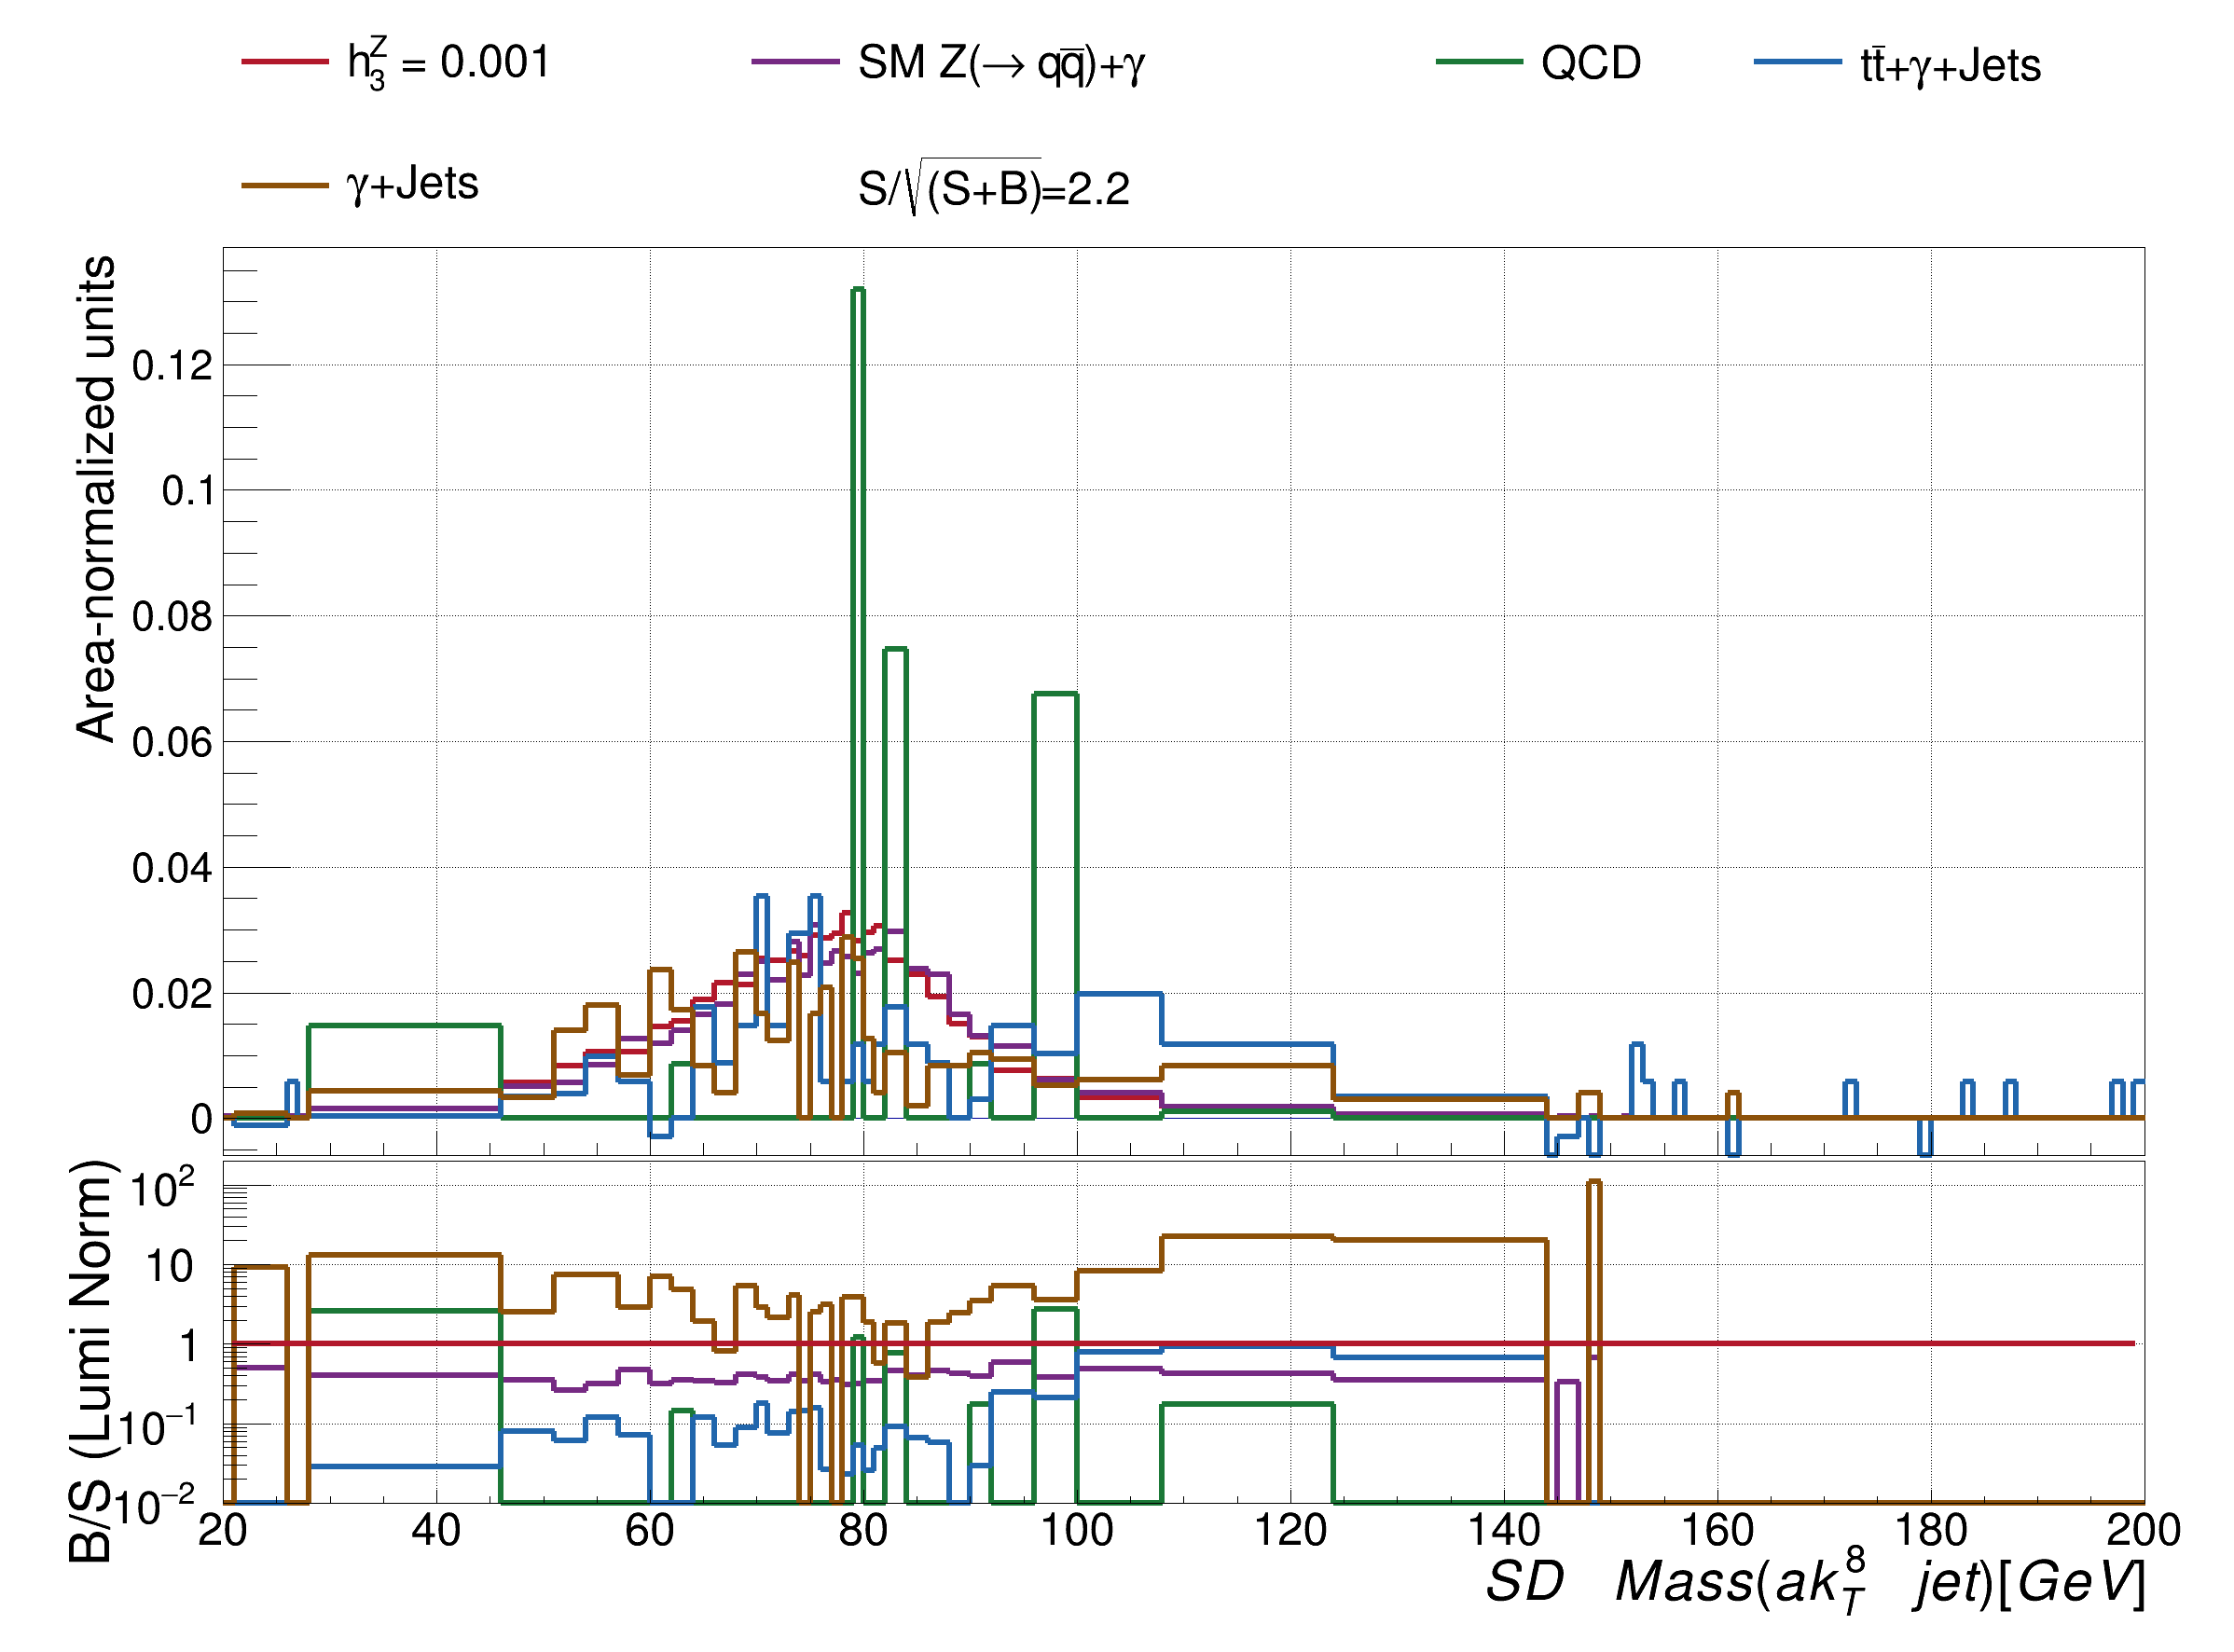 h₃ᶻ = 0.001 SM Z(→ qq̅)+γ QCD tt̅+γ+Jets
γ+Jets S/√(S+B)=2.2
Area-normalized units
0.12
0.1
0.08
0.06
0.04
0.02
0
B/S (Lumi Norm)
10²
10
1
10⁻¹
10⁻²
20 40 60 80 100 120 140 160 180 200
SD Mass(ak_T^8 jet)[GeV]